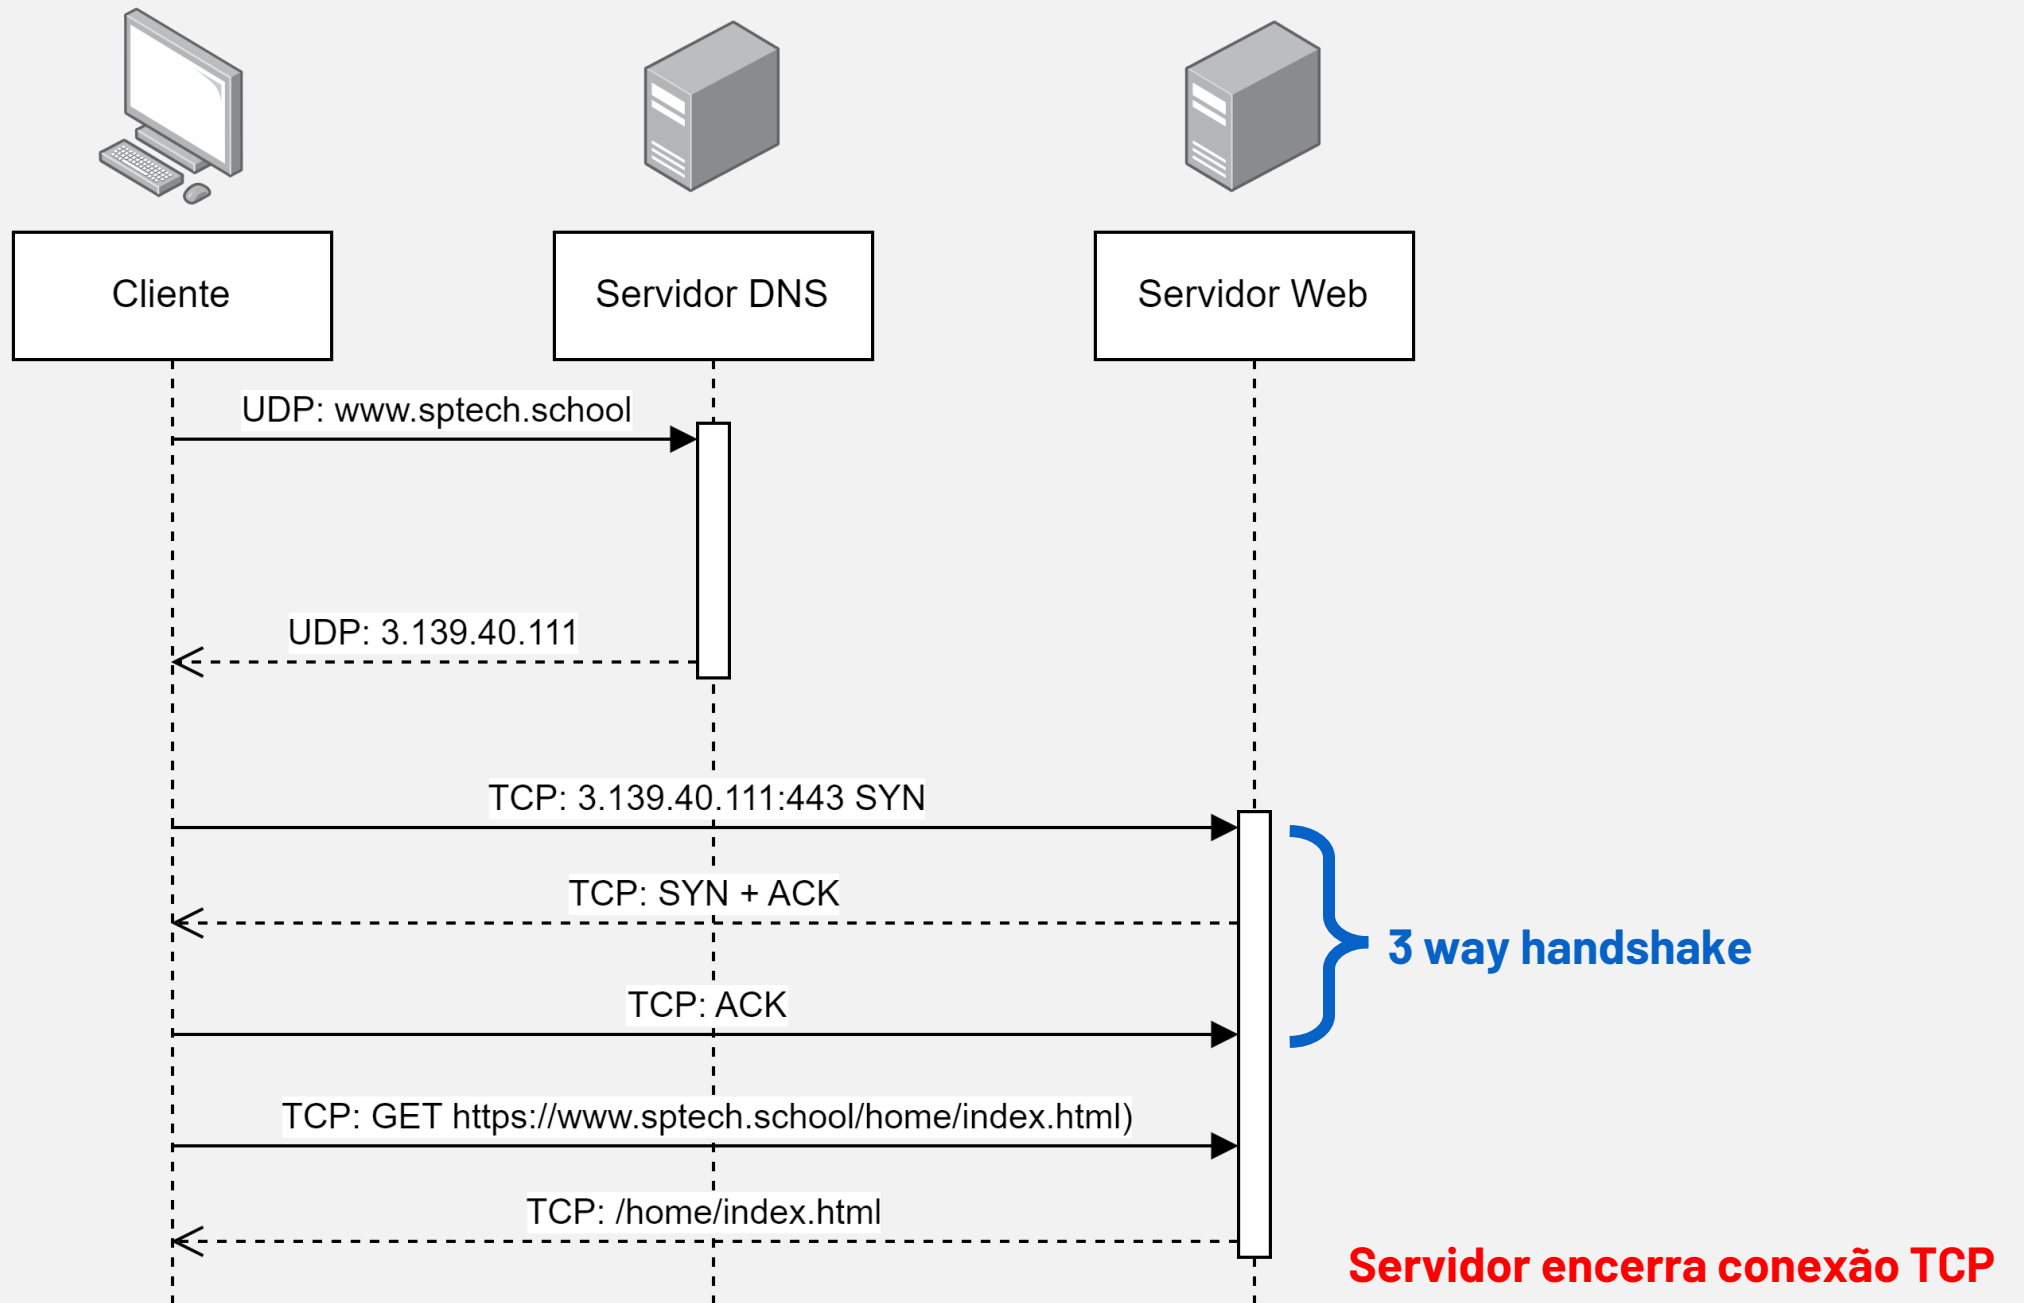 Cliente
Servidor DNS
Servidor Web
UDP: www.sptech.school
UDP: 3.139.40.111
TCP: 3.139.40.111:443 SYN
TCP: SYN + ACK
3 way handshake
TCP: ACK
TCP: GET https://www.sptech.school/home/index.html)
TCP: /home/index.html
Servidor encerra conexão TCP